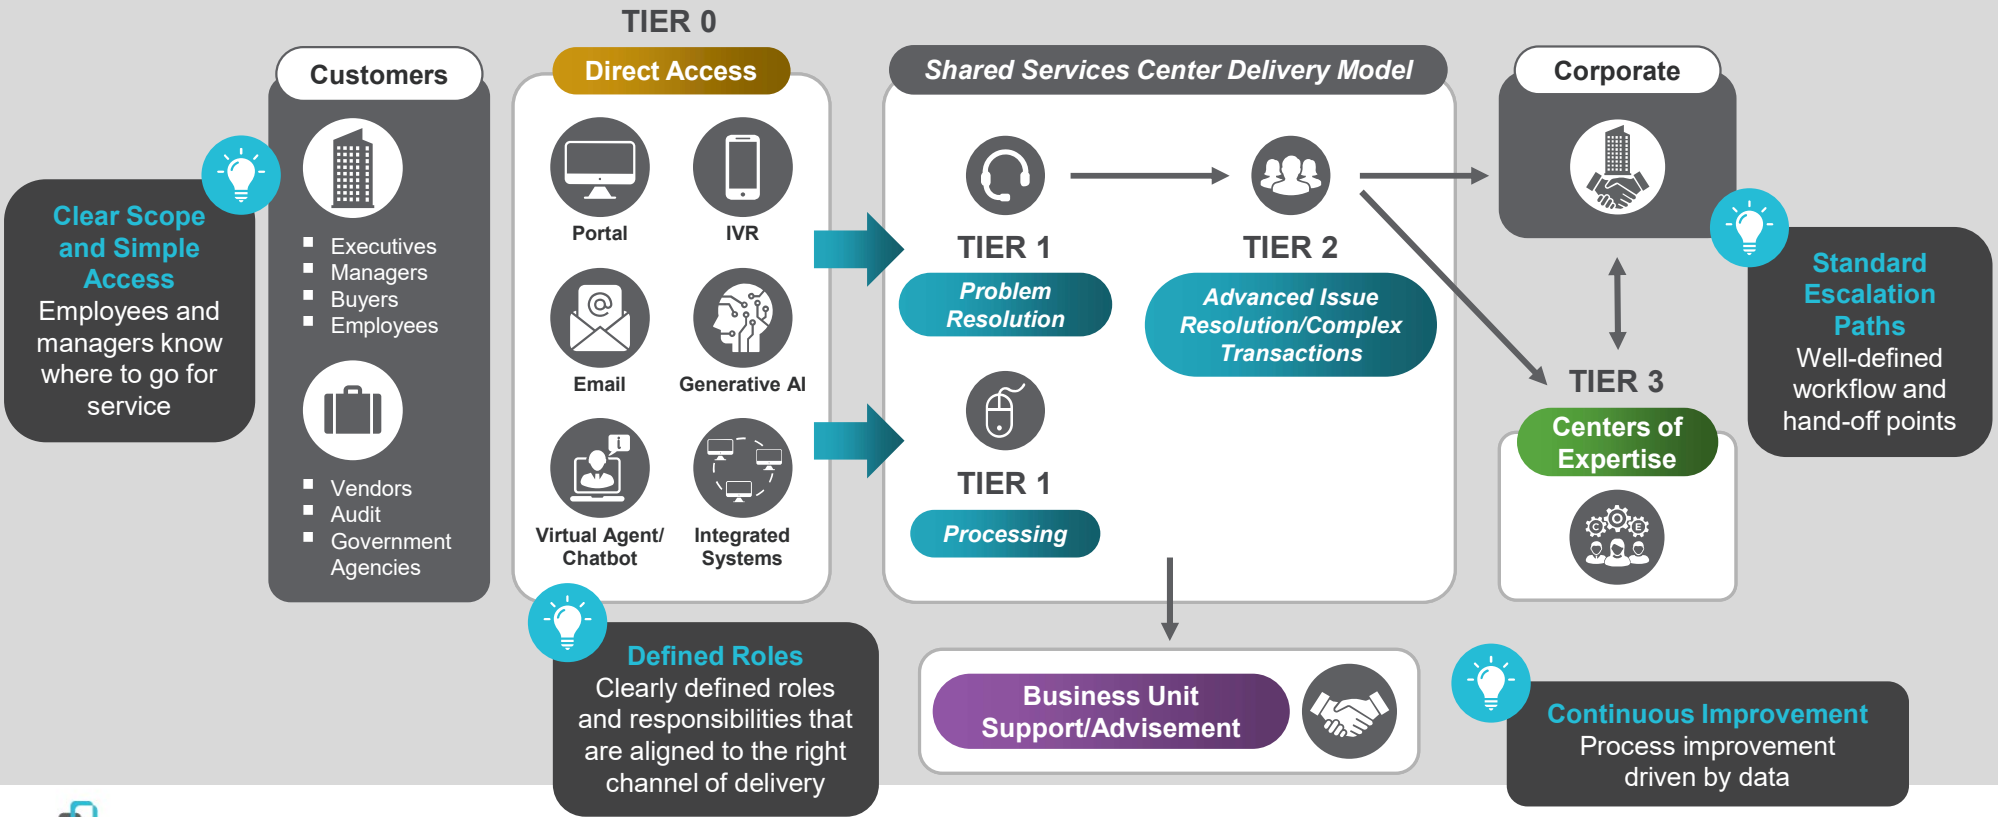 TIER 0
Customers
Executives
Managers
Buyers
Employees
Vendors
Audit
Government
Agencies
Clear Scope
and Simple
Access
Employees and
managers know
where to go for
service
Direct Access
Portal
IVR
Email
Generative AI
Virtual Agent/
Chatbot
Integrated
Systems
Defined Roles
Clearly defined roles
and responsibilities that
are aligned to the right
channel of delivery
Shared Services Center Delivery Model
TIER 1
Problem
Resolution
TIER 2
Advanced Issue
Resolution/Complex
Transactions
TIER 1
Processing
Business Unit
Support/Advisement
Corporate
TIER 3
Centers of
Expertise
C
E
Standard
Escalation
Paths
Well-defined
workflow and
hand-off points
Continuous Improvement
Process improvement
driven by data